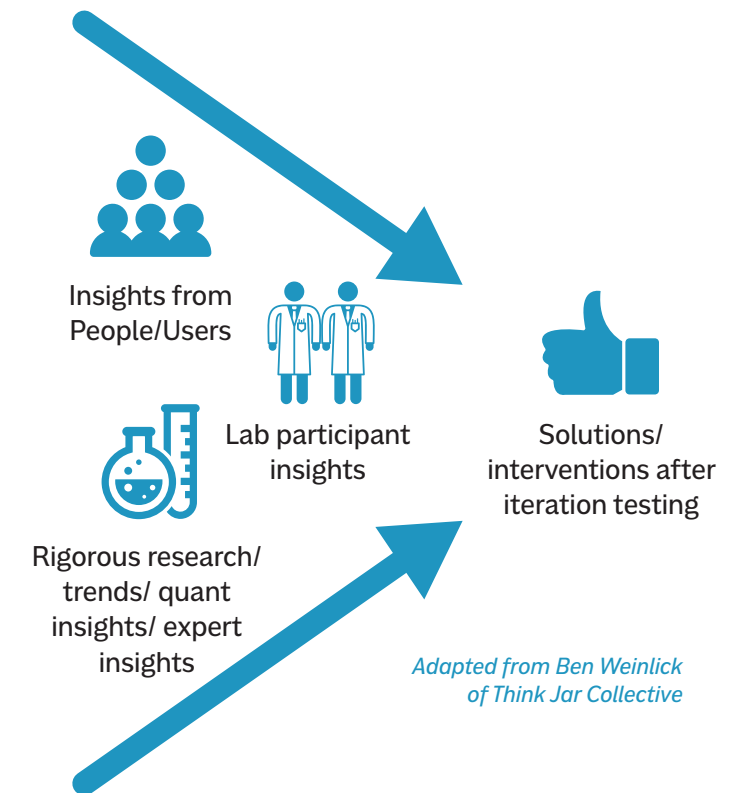 Insights from
People/Users
Lab participant
insights
Solutions/
interventions after
iteration testing
Rigorous research/
trends/ quant
insights/ expert
insights
Adapted from Ben Weinlick
of Think Jar Collective